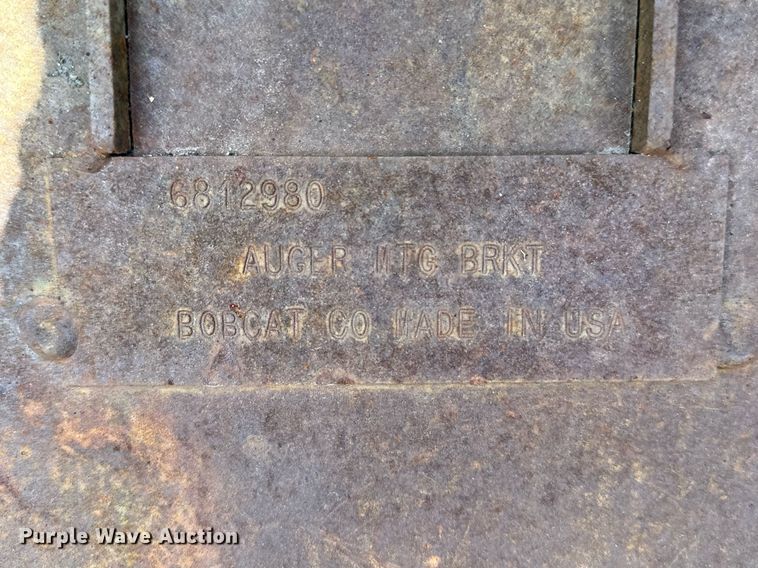 6812980
AUGER MTG BRKT
BOBCAT CO MADE IN USA
Purple Wave Auction